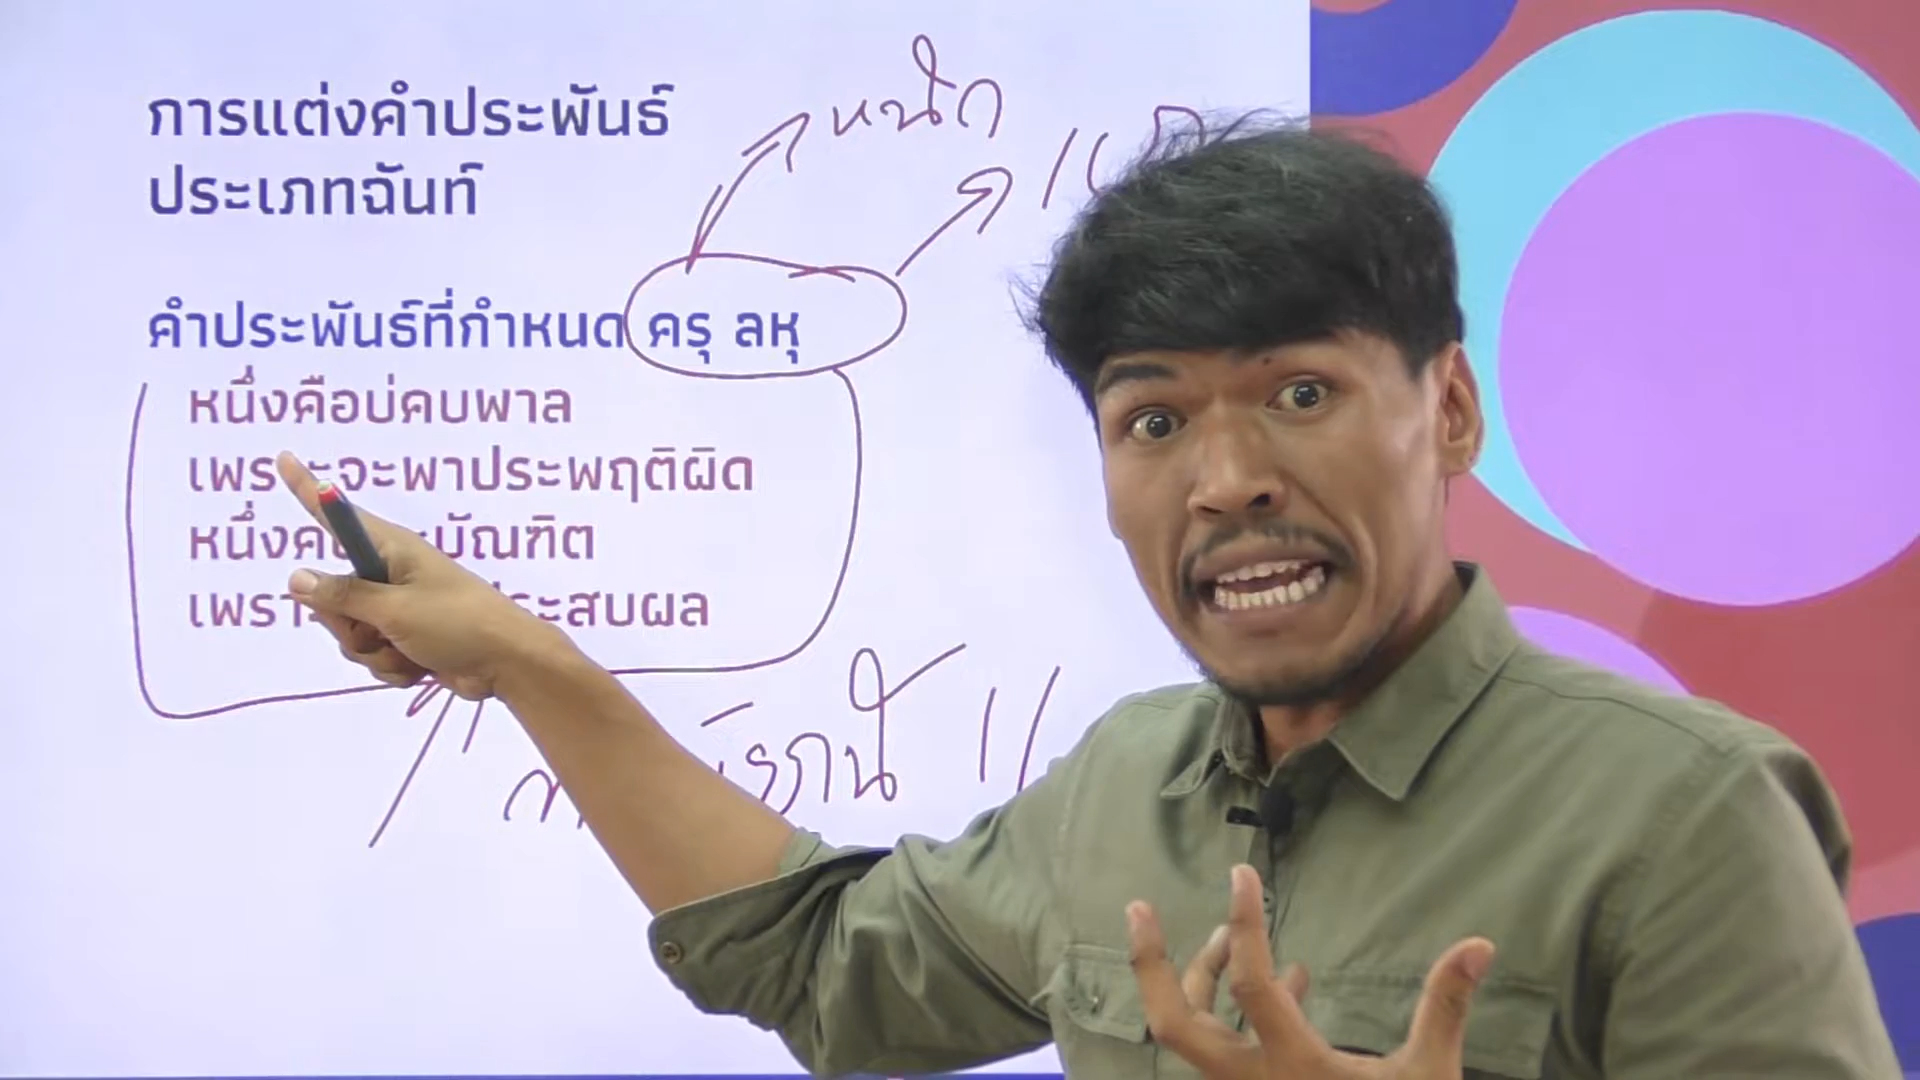 การแต่งคำประพันธ์
ประเภทฉันท์
หนัก
คำประพันธ์ที่กำหนด ครุ ลหุ
หนึ่งคือบ่คบพาล
จะพาประพฤติผิด
หนึ่ง บัณฑิต
ประสบผล